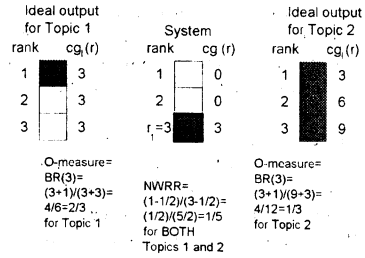 Ideal output
for Topic 1
rank cg_I(r)
1 3
2 3
3 3
O-measure=
BR(3)=
(3+1)/(3+3)=
4/6=2/3
for Topic 1
System
rank cg (r)
1 0
2 0
r_1=3 3
NWRR=
(1-1/2)/(3-1/2)=
(1/2)/(5/2)=1/5
for BOTH
Topics 1 and 2
Ideal output
for Topic 2
rank cg_I(r)
1 3
2 6
3 9
O-measure=
BR(3)=
(3+1)/(9+3)=
4/12=1/3
for Topic 2